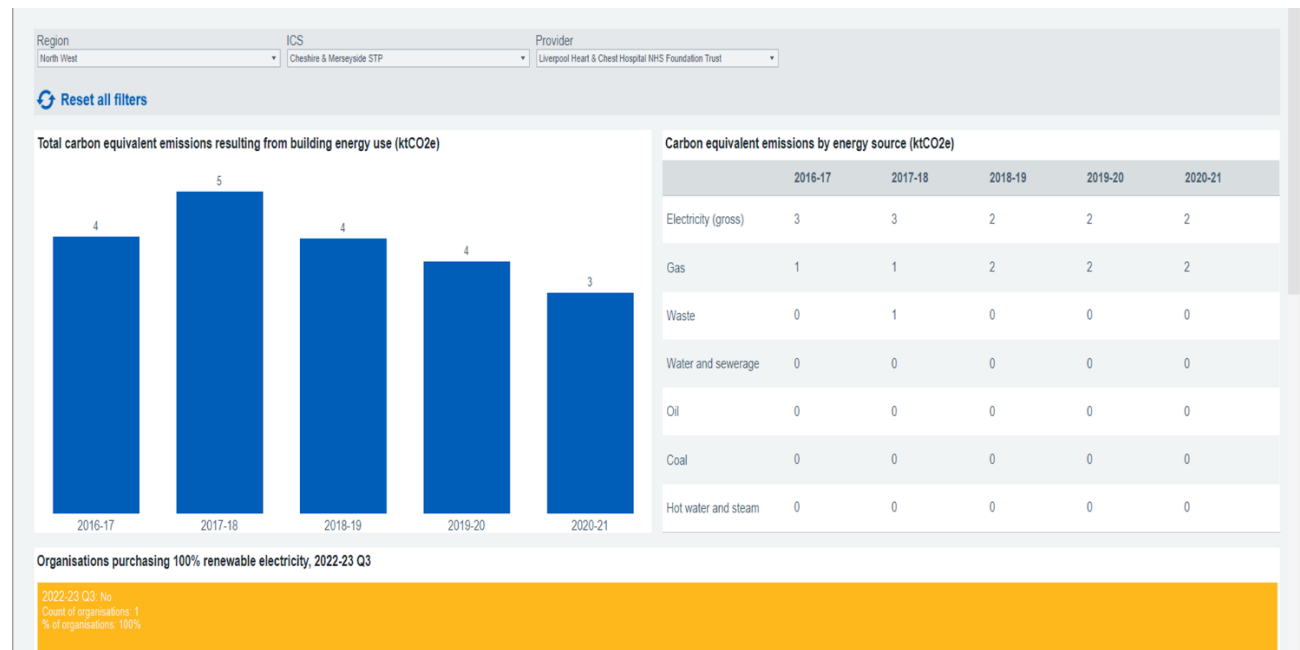 Region ICS Provider
North West Cheshire & Merseyside STP Liverpool Heart & Chest Hospital NHS Foundation Trust
Reset all filters
Total carbon equivalent emissions resulting from building energy use (ktCO2e)
5
4
4
4
3
2016-17 2017-18 2018-19 2019-20 2020-21
Carbon equivalent emissions by energy source (ktCO2e)
2016-17 2017-18 2018-19 2019-20 2020-21
Electricity (gross) 3 3 2 2 2
Gas 1 1 2 2 2
Waste 0 1 0 0 0
Water and sewerage 0 0 0 0 0
Oil 0 0 0 0 0
Coal 0 0 0 0 0
Hot water and steam 0 0 0 0 0
Organisations purchasing 100% renewable electricity, 2022-23 Q3
2022-23 Q3: No
Count of organisations: 1
% of organisations: 100%